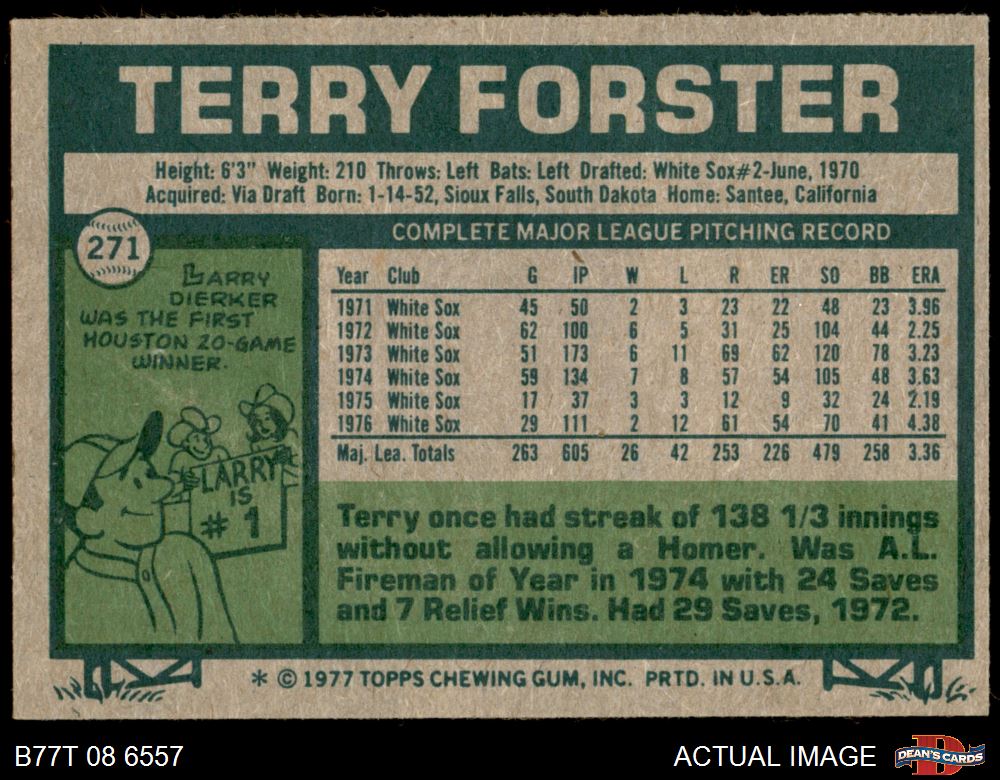 TERRY FORSTER
Height: 6'3" Weight: 210 Throws: Left Bats: Left Drafted: White Sox#2-June, 1970
Acquired: Via Draft Born: 1-14-52, Sioux Falls, South Dakota Home: Santee, California
271
LARRY
DIERKER
WAS THE FIRST
HOUSTON 20-GAME
WINNER.
LARRY
IS
# 1
COMPLETE MAJOR LEAGUE PITCHING RECORD
Year Club G IP W L R ER SO BB ERA
1971 White Sox 45 50 2 3 23 22 48 23 3.96
1972 White Sox 62 100 6 5 31 25 104 44 2.25
1973 White Sox 51 173 6 11 69 62 120 78 3.23
1974 White Sox 59 134 7 8 57 54 105 48 3.63
1975 White Sox 17 37 3 3 12 9 32 24 2.19
1976 White Sox 29 111 2 12 61 54 70 41 4.38
Maj. Lea. Totals 263 605 26 42 253 226 479 258 3.36
Terry once had streak of 138 1/3 innings
without allowing a Homer. Was A.L.
Fireman of Year in 1974 with 24 Saves
and 7 Relief Wins. Had 29 Saves, 1972.
* © 1977 TOPPS CHEWING GUM, INC. PRTD. IN U.S.A.
B77T 08 6557
ACTUAL IMAGE
D
DEAN'S CARDS